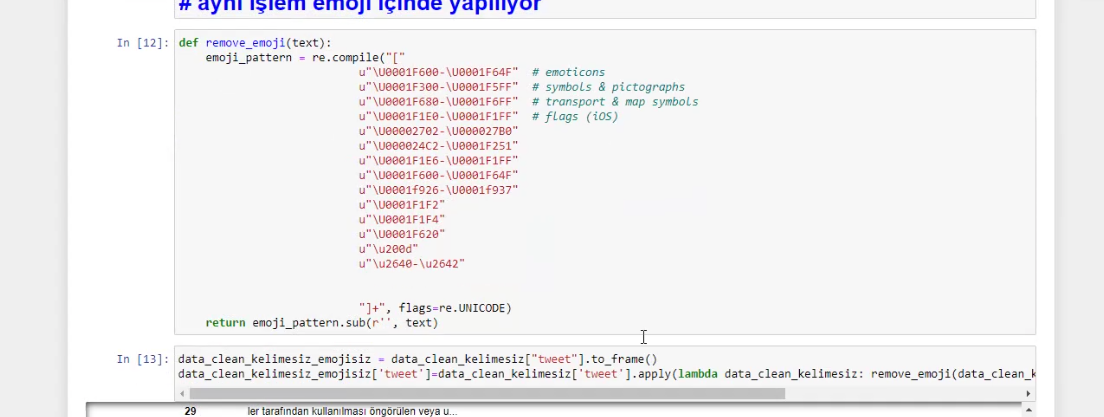 # aynı işlem emoji içinde yapılıyor
In [12]: def remove_emoji(text):
    emoji_pattern = re.compile("["
                           u"\U0001F600-\U0001F64F"  # emoticons
                           u"\U0001F300-\U0001F5FF"  # symbols & pictographs
                           u"\U0001F680-\U0001F6FF"  # transport & map symbols
                           u"\U0001F1E0-\U0001F1FF"  # flags (iOS)
                           u"\U00002702-\U000027B0"
                           u"\U000024C2-\U0001F251"
                           u"\U0001F1E6-\U0001F1FF"
                           u"\U0001F600-\U0001F64F"
                           u"\U0001f926-\U0001f937"
                           u"\U0001F1F2"
                           u"\U0001F1F4"
                           u"\U0001F620"
                           u"\u200d"
                           u"\u2640-\u2642"
                           "]+", flags=re.UNICODE)
    return emoji_pattern.sub(r'', text)
In [13]: data_clean_kelimesiz_emojisiz = data_clean_kelimesiz["tweet"].to_frame()
data_clean_kelimesiz_emojisiz['tweet']=data_clean_kelimesiz['tweet'].apply(lambda data_clean_kelimesiz: remove_emoji(data_clean_k
29 ler tarafından kullanılması öngörülen veya u...